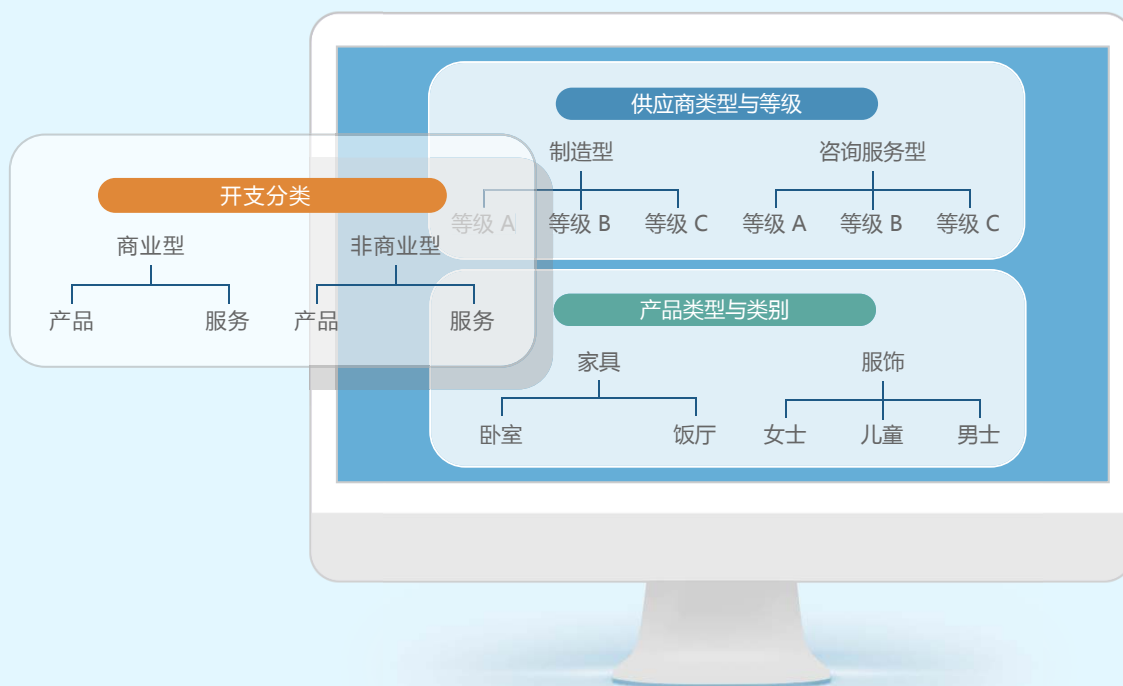 供应商类型与等级
制造型
咨询服务型
等级 A
等级 B
等级 C
等级 A
等级 B
等级 C
开支分类
商业型
非商业型
产品
服务
产品
服务
产品类型与类别
家具
服饰
卧室
饭厅
女士
儿童
男士